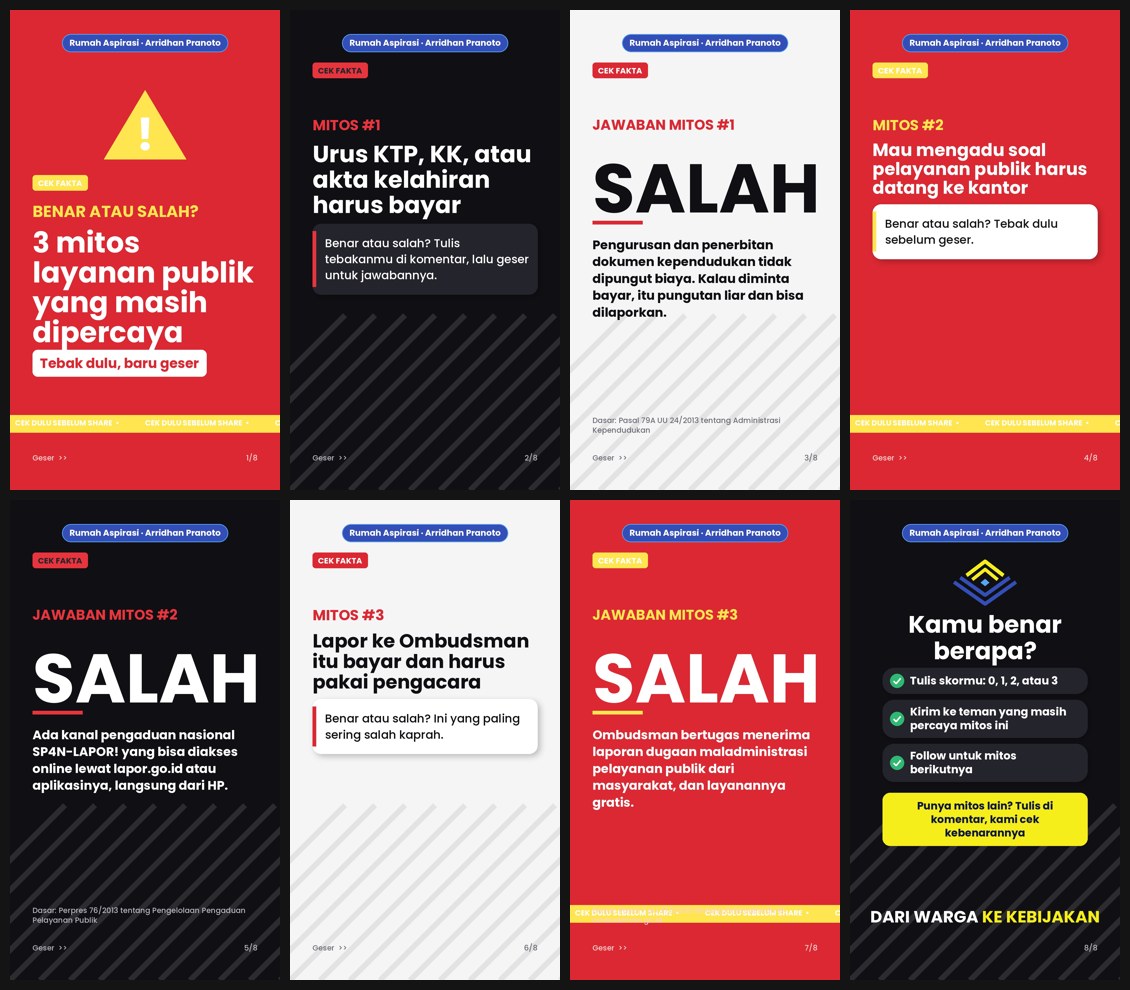 Rumah Aspirasi · Arridhan Pranoto
!
CEK FAKTA
BENAR ATAU SALAH?
3 mitos
layanan publik
yang masih
dipercaya
Tebak dulu, baru geser
CEK DULU SEBELUM SHARE • CEK DULU SEBELUM SHARE • C
Geser >>
1/8
Rumah Aspirasi · Arridhan Pranoto
CEK FAKTA
MITOS #1
Urus KTP, KK, atau
akta kelahiran
harus bayar
Benar atau salah? Tulis
tebakanmu di komentar, lalu geser
untuk jawabannya.
Geser >>
2/8
Rumah Aspirasi · Arridhan Pranoto
CEK FAKTA
JAWABAN MITOS #1
SALAH
Pengurusan dan penerbitan
dokumen kependudukan tidak
dipungut biaya. Kalau diminta
bayar, itu pungutan liar dan bisa
dilaporkan.
Dasar: Pasal 79A UU 24/2013 tentang Administrasi
Kependudukan
Geser >>
3/8
Rumah Aspirasi · Arridhan Pranoto
CEK FAKTA
MITOS #2
Mau mengadu soal
pelayanan publik harus
datang ke kantor
Benar atau salah? Tebak dulu
sebelum geser.
CEK DULU SEBELUM SHARE • CEK DULU SEBELUM SHARE • C
Geser >>
4/8
Rumah Aspirasi · Arridhan Pranoto
CEK FAKTA
JAWABAN MITOS #2
SALAH
Ada kanal pengaduan nasional
SP4N-LAPOR! yang bisa diakses
online lewat lapor.go.id atau
aplikasinya, langsung dari HP.
Dasar: Perpres 76/2013 tentang Pengelolaan Pengaduan
Pelayanan Publik
Geser >>
5/8
Rumah Aspirasi · Arridhan Pranoto
CEK FAKTA
MITOS #3
Lapor ke Ombudsman
itu bayar dan harus
pakai pengacara
Benar atau salah? Ini yang paling
sering salah kaprah.
Geser >>
6/8
Rumah Aspirasi · Arridhan Pranoto
CEK FAKTA
JAWABAN MITOS #3
SALAH
Ombudsman bertugas menerima
laporan dugaan maladministrasi
pelayanan publik dari
masyarakat, dan layanannya
gratis.
CEK DULU SEBELUM SHARE • CEK DULU SEBELUM SHARE • C
Geser >>
7/8
Rumah Aspirasi · Arridhan Pranoto
Kamu benar
berapa?
Tulis skormu: 0, 1, 2, atau 3
Kirim ke teman yang masih
percaya mitos ini
Follow untuk mitos
berikutnya
Punya mitos lain? Tulis di
komentar, kami cek
kebenarannya
DARI WARGA KE KEBIJAKAN
8/8